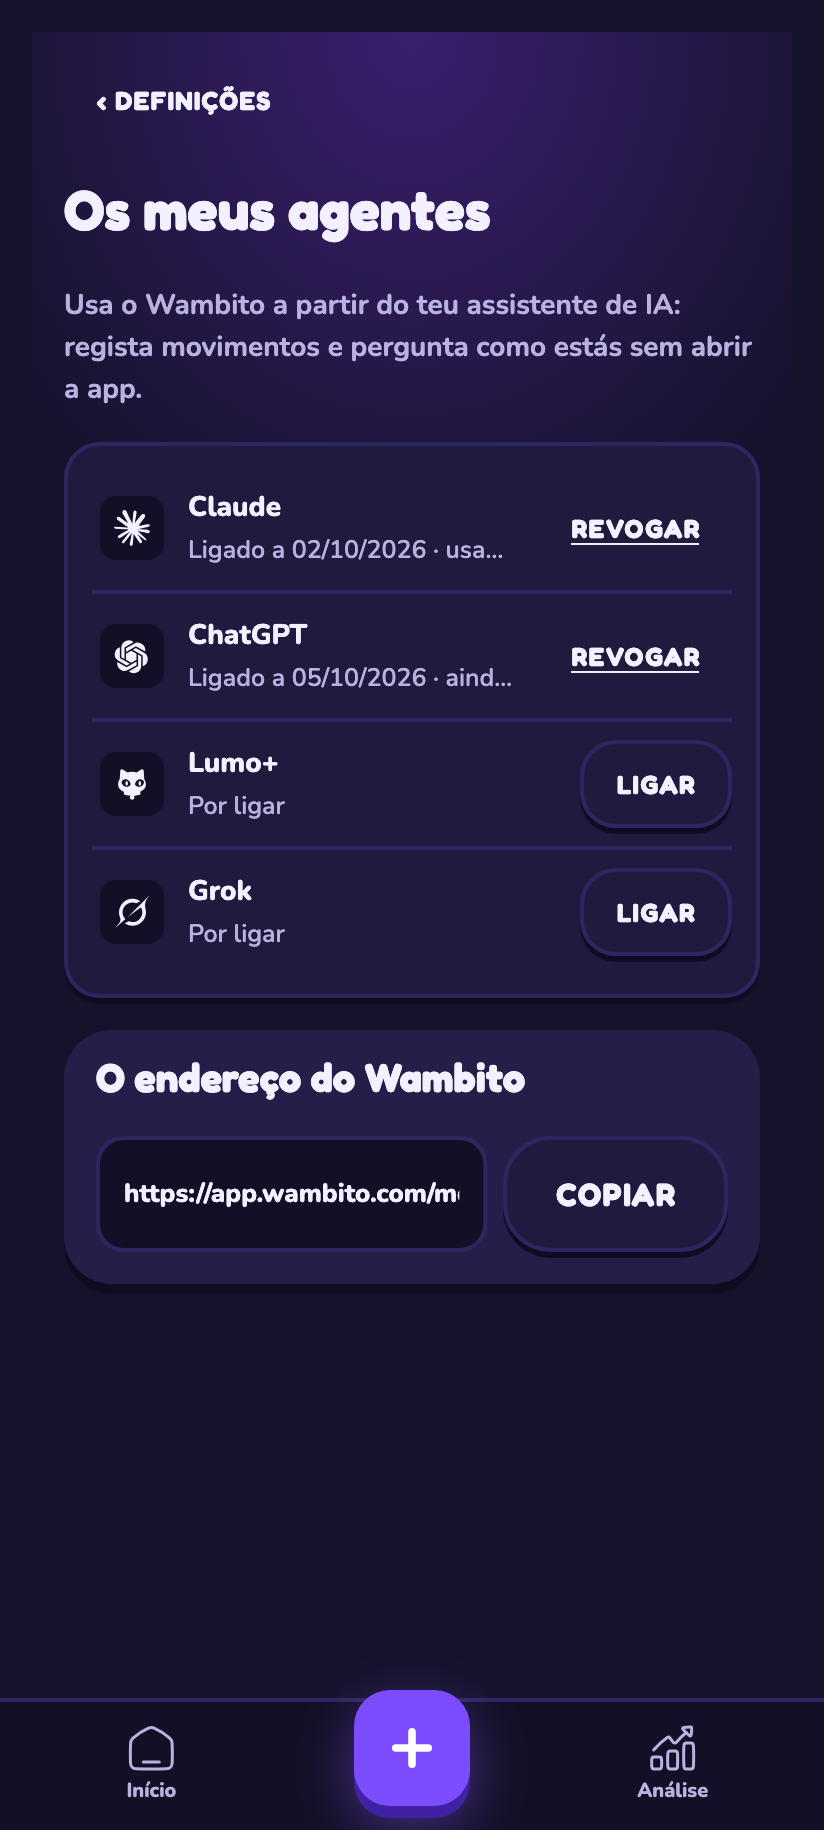 ‹ DEFINIÇÕES
Os meus agentes
Usa o Wambito a partir do teu assistente de IA:
regista movimentos e pergunta como estás sem abrir
a app.
Claude
Ligado a 02/10/2026 · usa...
REVOGAR
ChatGPT
Ligado a 05/10/2026 · aind...
REVOGAR
Lumo+
Por ligar
LIGAR
Grok
Por ligar
LIGAR
O endereço do Wambito
https://app.wambito.com/m
COPIAR
Início
Análise